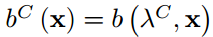 b^C (x) = b (λ^C, x)